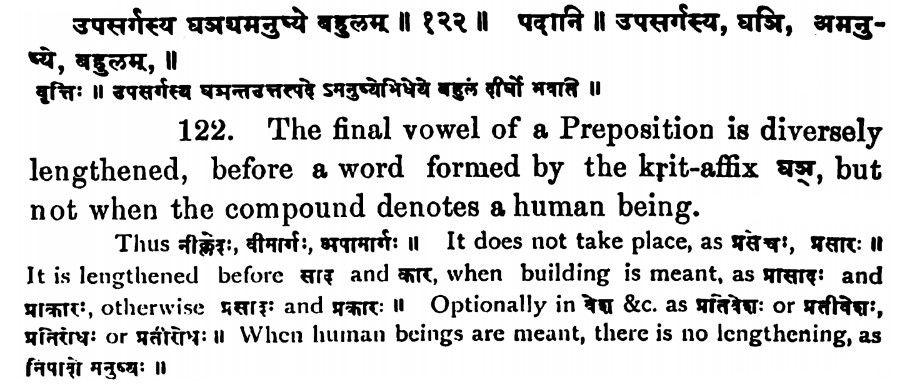 उपसर्गस्य घञ्यमनुष्ये बहुलम् ॥ १२२ ॥ पदानि ॥ उपसर्गस्य, घञि, अमनु-
ष्ये, बहुलम्, ॥
वृत्तिः ॥ उपसर्गस्य घञन्तउत्तरपदे ऽमनुष्येभिधेये बहुलं दीर्घो भवति ॥
122. The final vowel of a Preposition is diversely
lengthened, before a word formed by the kṛit-affix घञ्, but
not when the compound denotes a human being.
Thus नीक्लेदः, वीमार्गः, अपामार्गः ॥ It does not take place, as प्रसेचः, प्रसारः ॥
It is lengthened before साद and कार, when building is meant, as प्रासादः and
प्राकारः, otherwise प्रसादः and प्रकारः ॥ Optionally in वेश &c. as प्रतिवेशः or प्रतीवेशः,
प्रतिरोधः or प्रतीरोधः ॥ When human beings are meant, there is no lengthening, as
मनुष्यः ॥